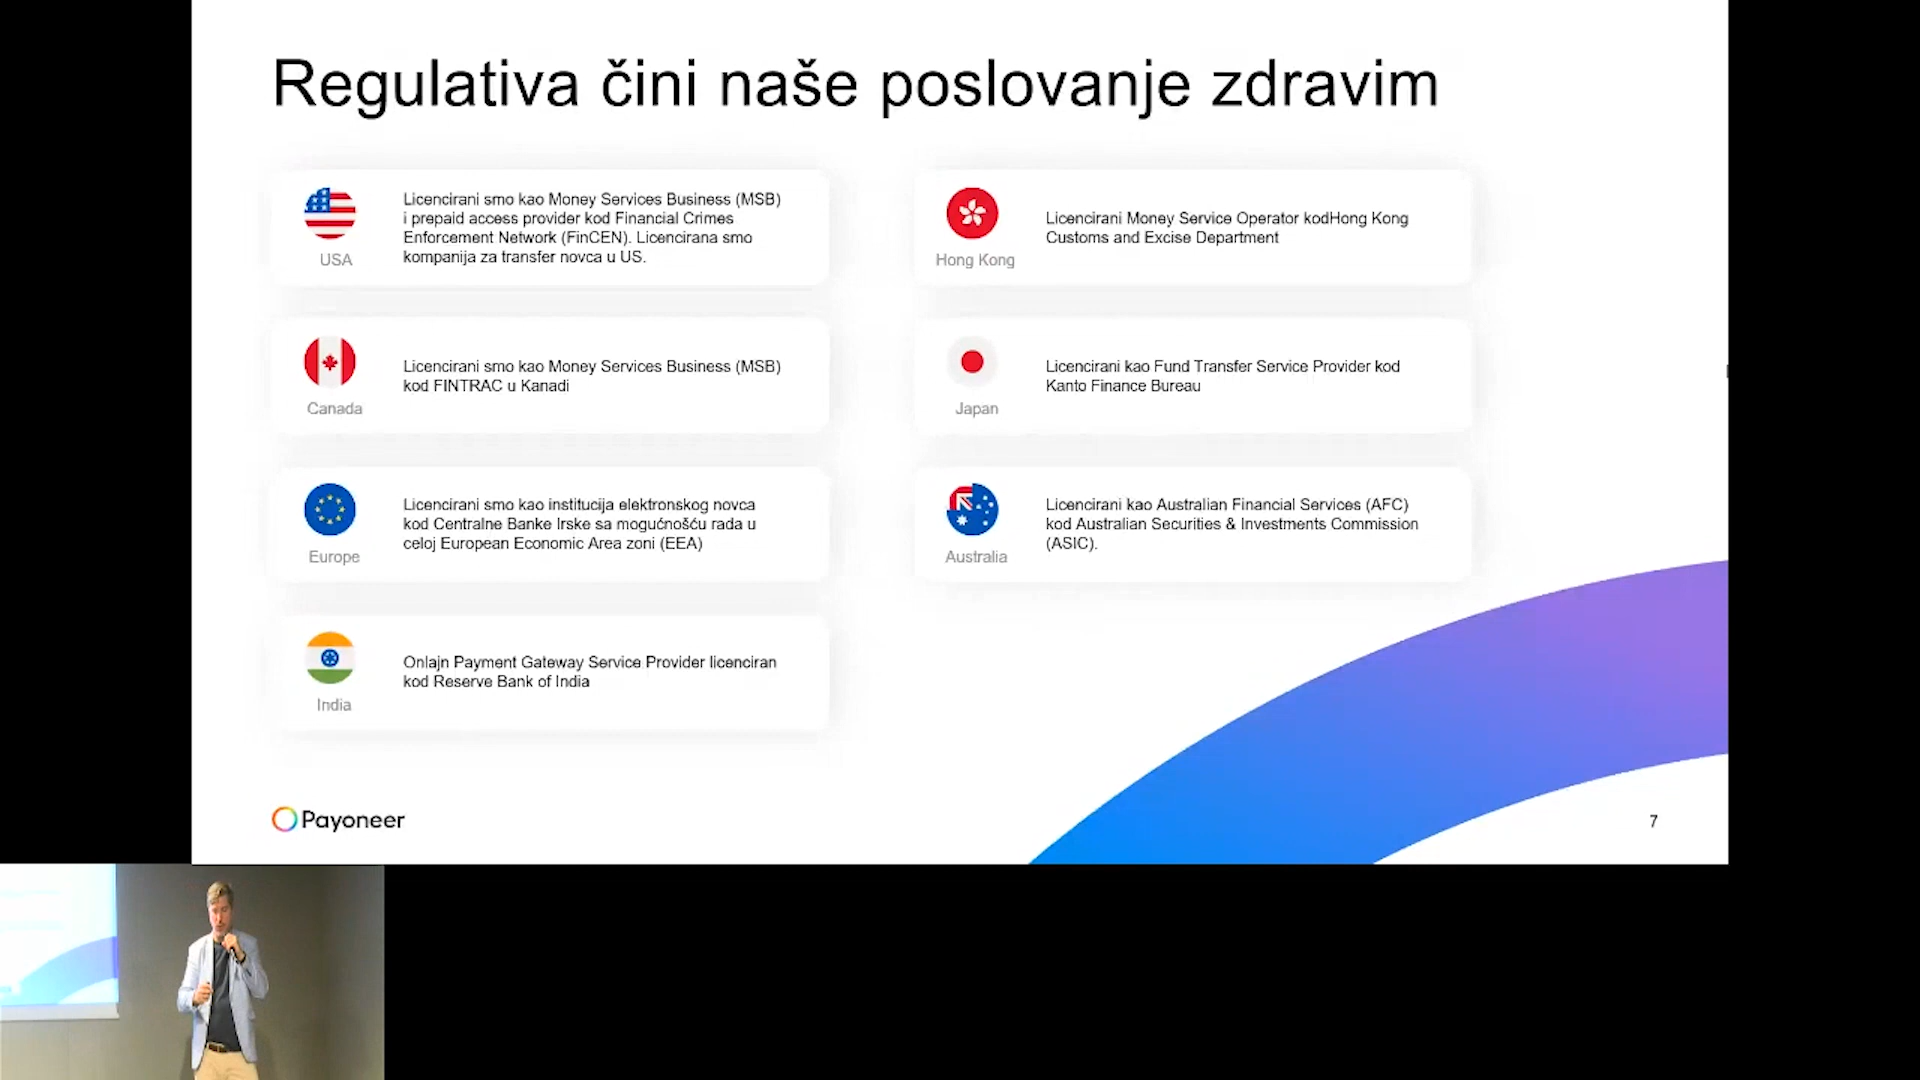 Regulativa čini naše poslovanje zdravim
Licencirani smo kao Money Services Business (MSB)
i prepaid access provider kod Financial Crimes
Enforcement Network (FinCEN). Licencirana smo
kompanija za transfer novca u US.
USA
Licencirani smo kao Money Services Business (MSB)
kod FINTRAC u Kanadi
Canada
Licencirani smo kao institucija elektronskog novca
kod Centralne Banke Irske sa mogućnošću rada u
celoj European Economic Area zoni (EEA)
Europe
Onlajn Payment Gateway Service Provider licenciran
kod Reserve Bank of India
India
Licencirani Money Service Operator kodHong Kong
Customs and Excise Department
Hong Kong
Licencirani kao Fund Transfer Service Provider kod
Kanto Finance Bureau
Japan
Licencirani kao Australian Financial Services (AFC)
kod Australian Securities & Investments Commission
(ASIC).
Australia
Payoneer
7